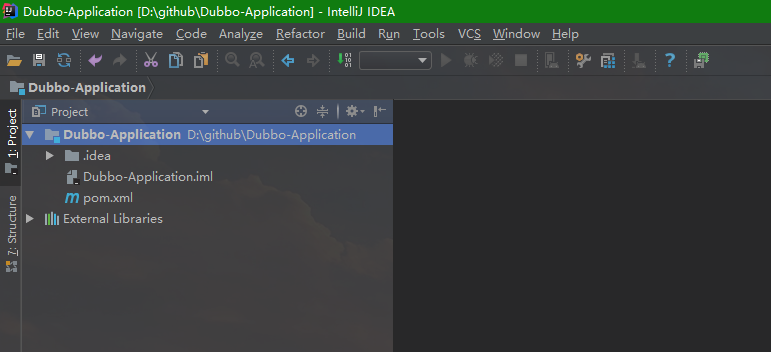 Dubbo-Application [D:\github\Dubbo-Application] - IntelliJ IDEA
File Edit View Navigate Code Analyze Refactor Build Run Tools VCS Window Help
Dubbo-Application
Project
1: Project
Dubbo-Application D:\github\Dubbo-Application
.idea
Dubbo-Application.iml
pom.xml
External Libraries
7: Structure